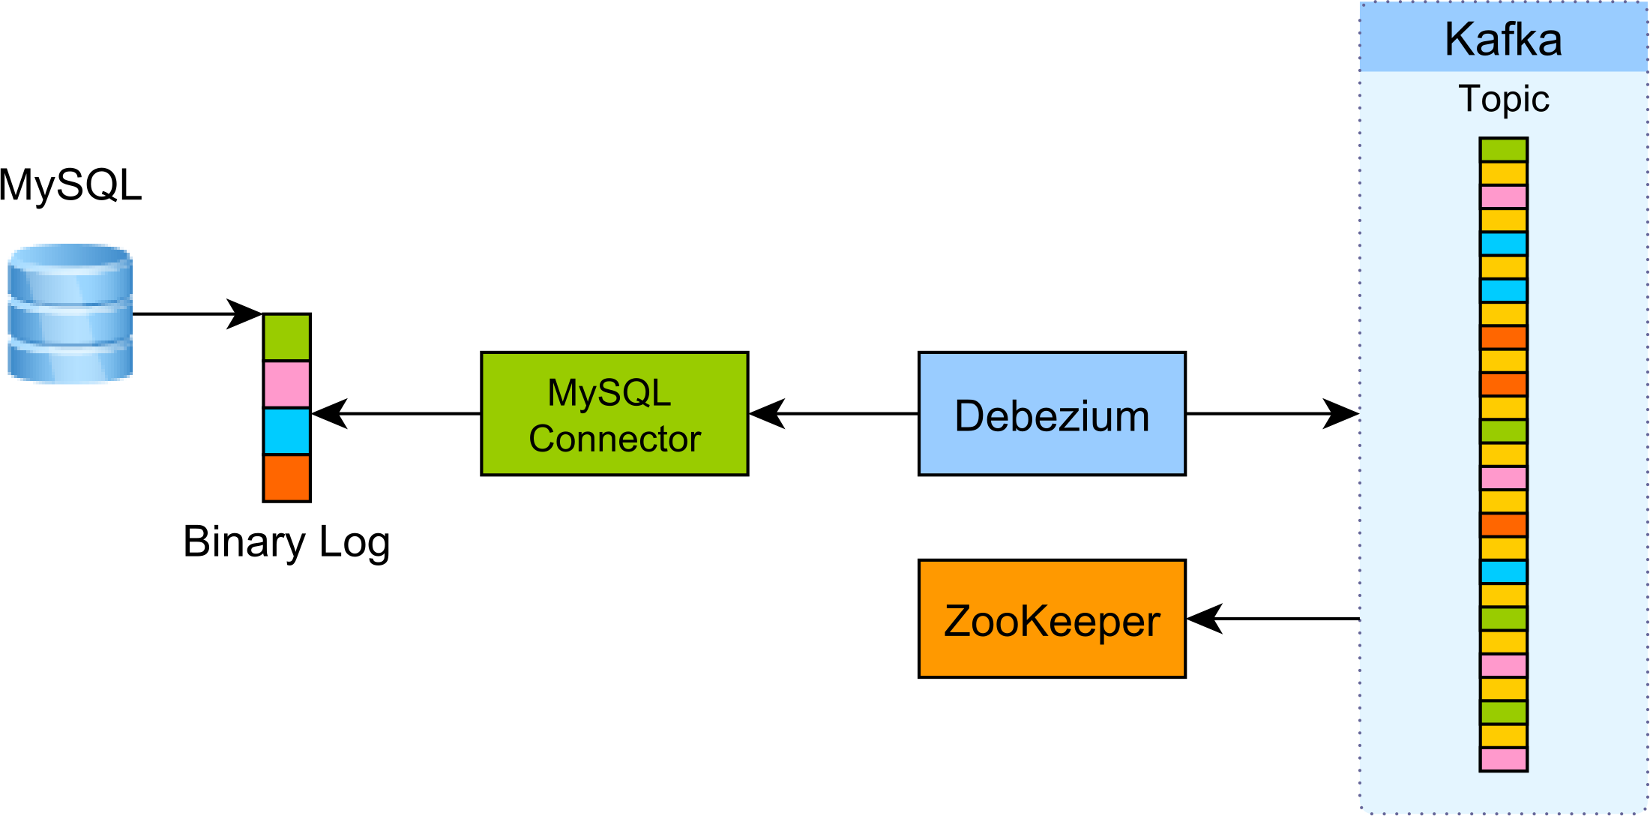 Kafka
Topic
MySQL
MySQL
Connector
Debezium
Binary Log
ZooKeeper